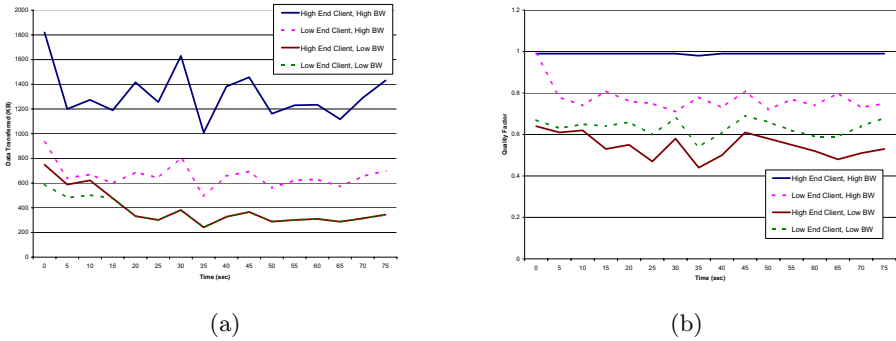 2000
1800
1600
1400
1200
1000
800
600
400
200
0
Data Transferred (KB)
High End Client, High BW
Low End Client, High BW
High End Client, Low BW
Low End Client, Low BW
0 5 10 15 20 25 30 35 40 45 50 55 60 65 70 75
Time (sec)
(a)
1.2
1
0.8
0.6
0.4
0.2
0
Quality Factor
High End Client, High BW
Low End Client, High BW
High End Client, Low BW
Low End Client, Low BW
0 5 10 15 20 25 30 35 40 45 50 55 60 65 70 75
Time (sec)
(b)